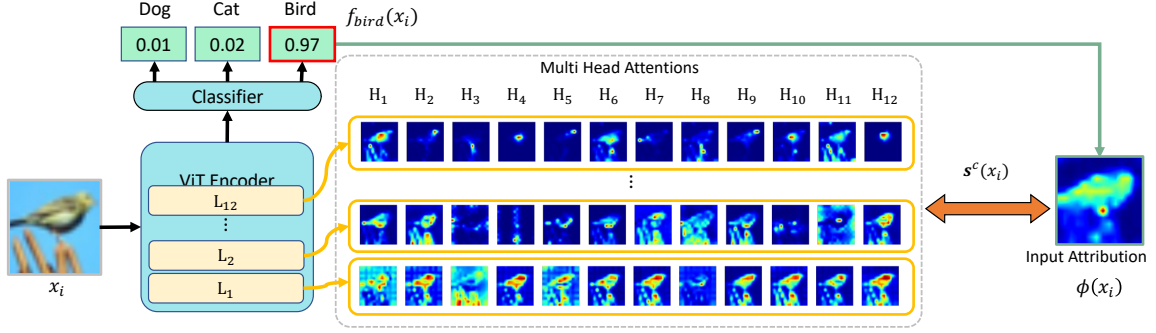 Dog Cat Bird
0.01 0.02 0.97
f_bird(x_i)
Classifier
ViT Encoder
L₁₂
⋮
L₂
L₁
x_i
Multi Head Attentions
H₁ H₂ H₃ H₄ H₅ H₆ H₇ H₈ H₉ H₁₀ H₁₁ H₁₂
⋮
s^c(x_i)
Input Attribution
ϕ(x_i)